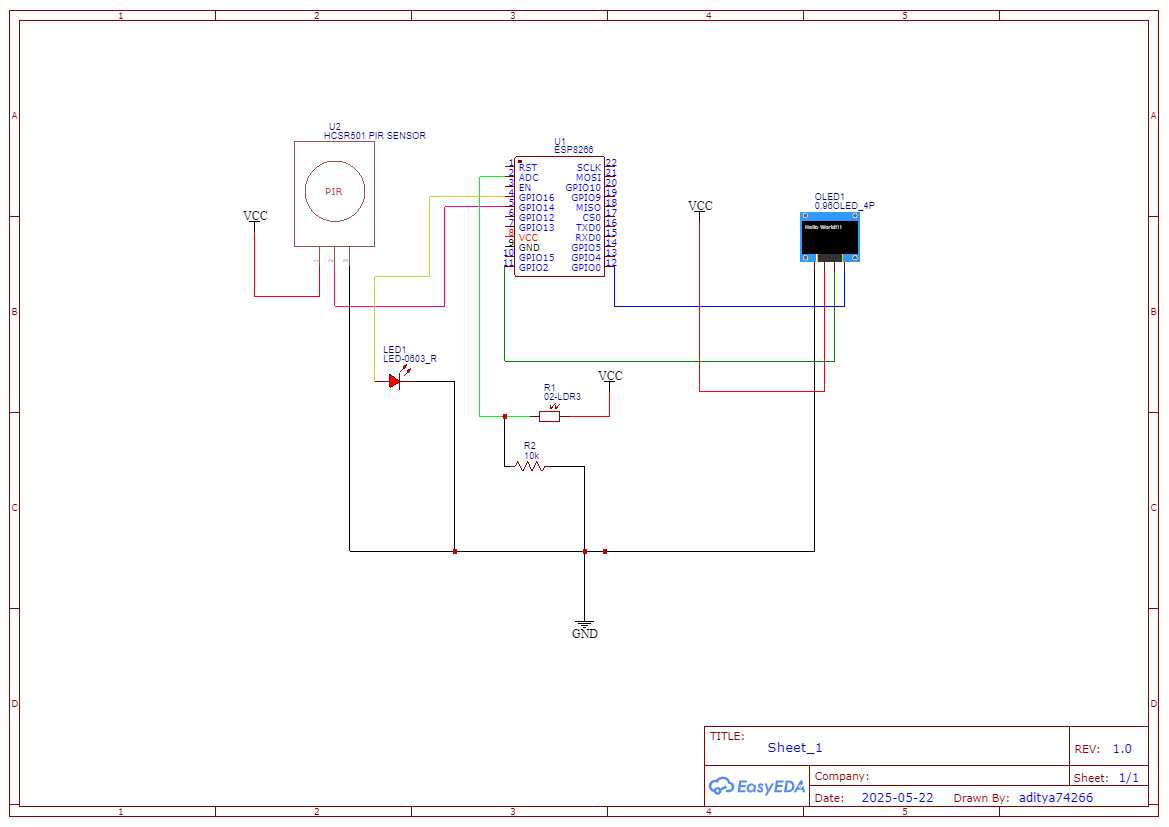 1 2 3 4 5
A A
B B
C C
D D
U2
HCSR501 PIR SENSOR
PIR
1 2 3
VCC
U1
ESP8266
1 RST SCLK 22
2 ADC MOSI 21
3 EN GPIO10 20
4 GPIO16 GPIO9 19
5 GPIO14 MISO 18
6 GPIO12 CS0 17
7 GPIO13 TXD0 16
8 VCC RXD0 15
9 GND GPIO5 14
10 GPIO15 GPIO4 13
11 GPIO2 GPIO0 12
VCC
OLED1
0.96OLED_4P
Hello World!!!
LED1
LED-0603_R
R1
02-LDR3
VCC
R2
10k
GND
TITLE:
Sheet_1
REV: 1.0
EasyEDA
Company:
Sheet: 1/1
Date: 2025-05-22 Drawn By: aditya74266
1 2 3 4 5